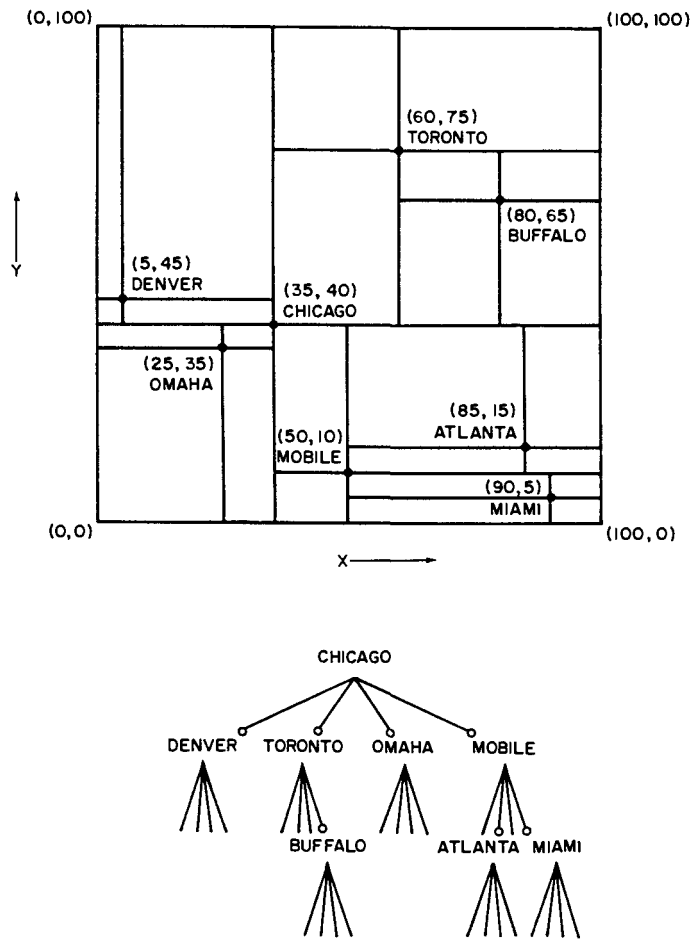 (0,100)
(100,100)
(60,75)
TORONTO
(80,65)
BUFFALO
(5,45)
DENVER
(35,40)
CHICAGO
(25,35)
OMAHA
(85,15)
ATLANTA
(50,10)
MOBILE
(90,5)
MIAMI
Y
(0,0)
(100,0)
X
CHICAGO
DENVER TORONTO OMAHA MOBILE
BUFFALO ATLANTA MIAMI